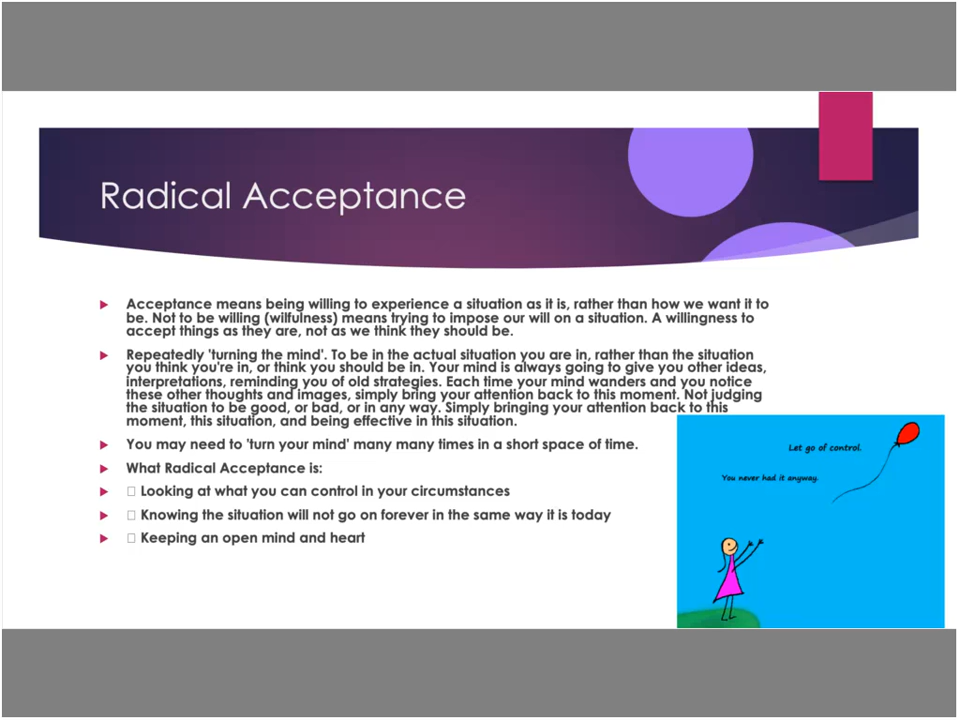 Radical Acceptance
Acceptance means being willing to experience a situation as it is, rather than how we want it to
be. Not to be willing (wilfulness) means trying to impose our will on a situation. A willingness to
accept things as they are, not as we think they should be.
Repeatedly 'turning the mind'. To be in the actual situation you are in, rather than the situation
you think you're in, or think you should be in. Your mind is always going to give you other ideas,
interpretations, reminding you of old strategies. Each time your mind wanders and you notice
these other thoughts and images, simply bring your attention back to this moment. Not judging
the situation to be good, or bad, or in any way. Simply bringing your attention back to this
moment, this situation, and being effective in this situation.
You may need to 'turn your mind' many many times in a short space of time.
What Radical Acceptance is:
Looking at what you can control in your circumstances
Knowing the situation will not go on forever in the same way it is today
Keeping an open mind and heart
Let go of control.
You never had it anyway.